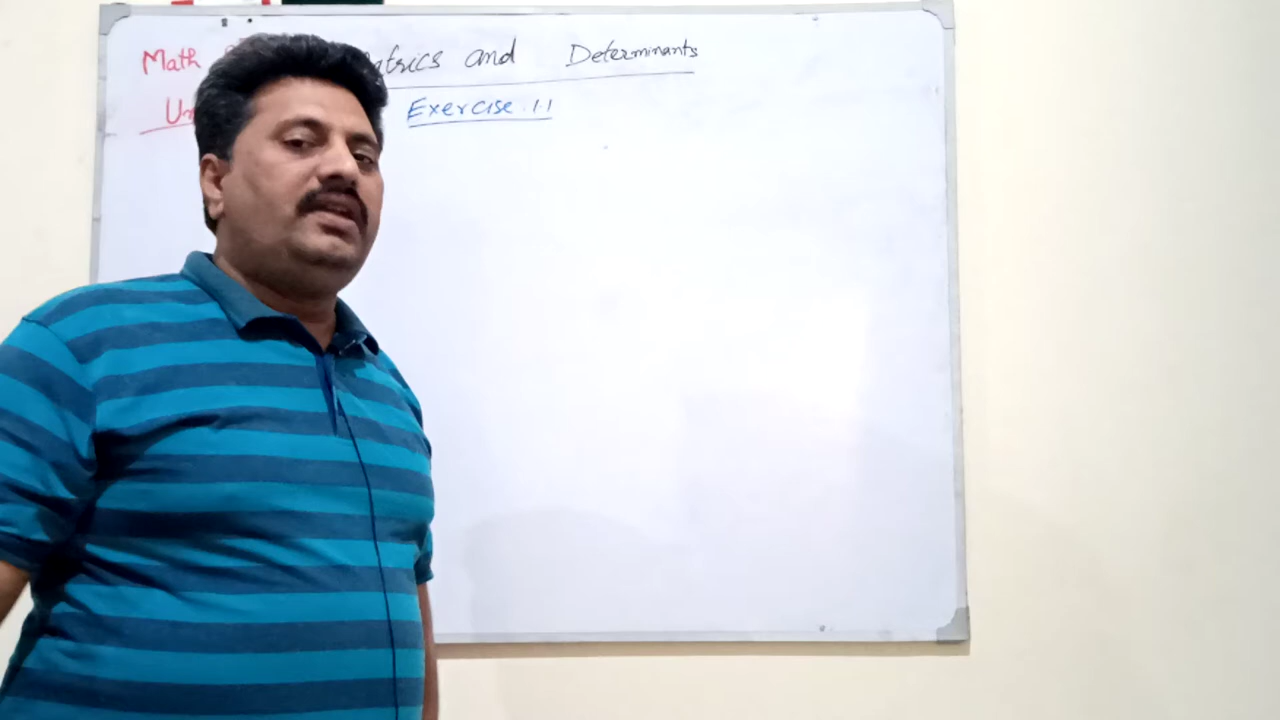 Math atrics and Determinants
Exercise 1.1